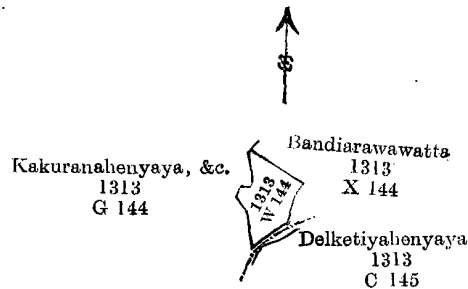 Kakuranahenyaya, &c.
1313
G 144
Bandiarawawatta
1313
X 144
1313
W 144
Delketiyahenyaya
1313
C 145